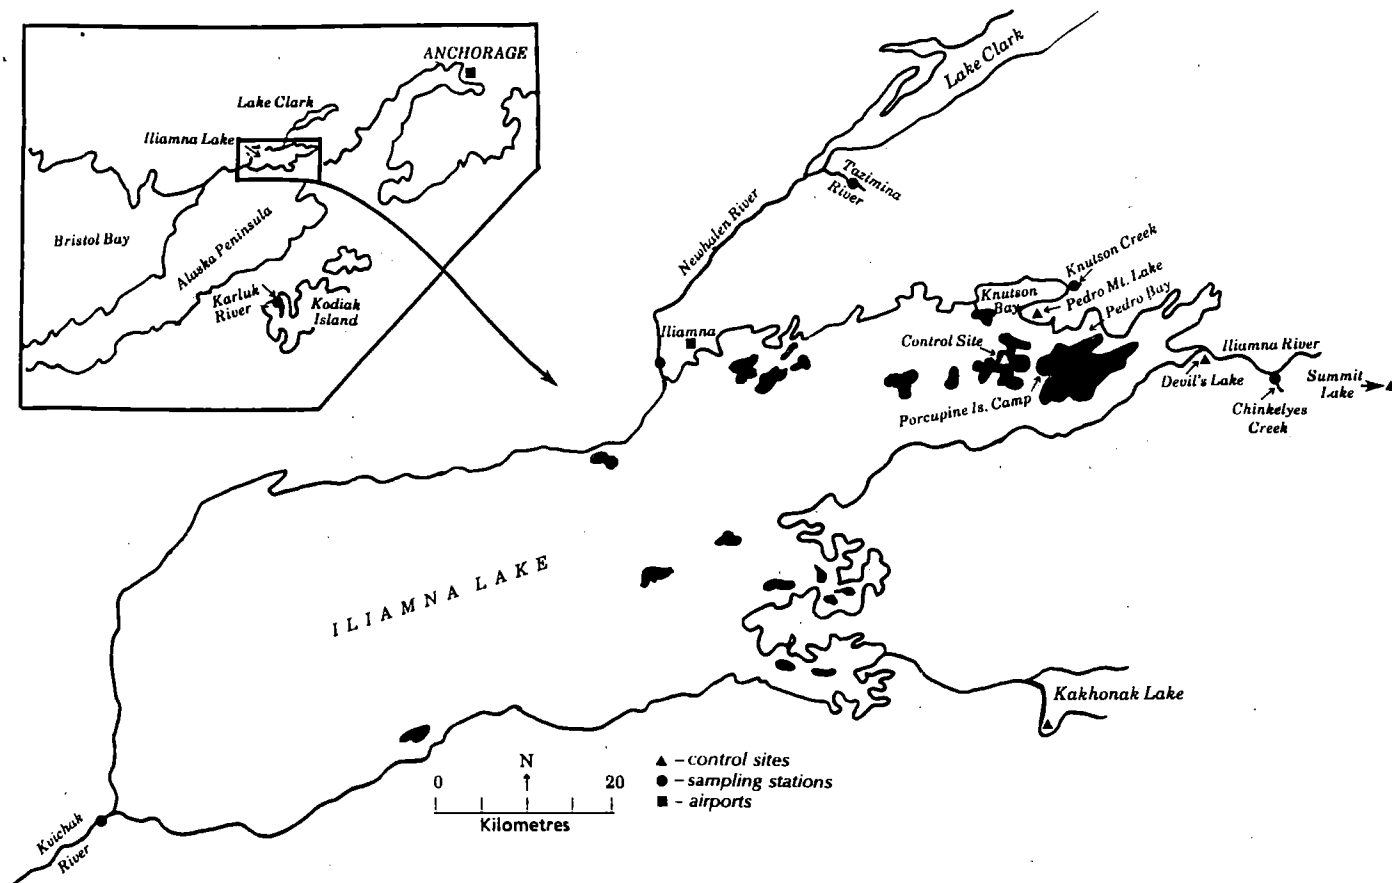 ANCHORAGE
Lake Clark
Iliamna Lake
Bristol Bay
Alaska Peninsula
Karluk
River
Kodiak
Island
Lake Clark
Tazimina
River
Newhalen River
Knutson Creek
Pedro Mt. Lake
Pedro Bay
Knutson
Bay
Iliamna
Control Site
Porcupine Is. Camp
Iliamna River
Devil's Lake
Summit
Lake
Chinkelyes
Creek
ILIAMNA LAKE
Kakhonak Lake
Kvichak
River
N
0 20
Kilometres
▲ – control sites
● – sampling stations
■ – airports